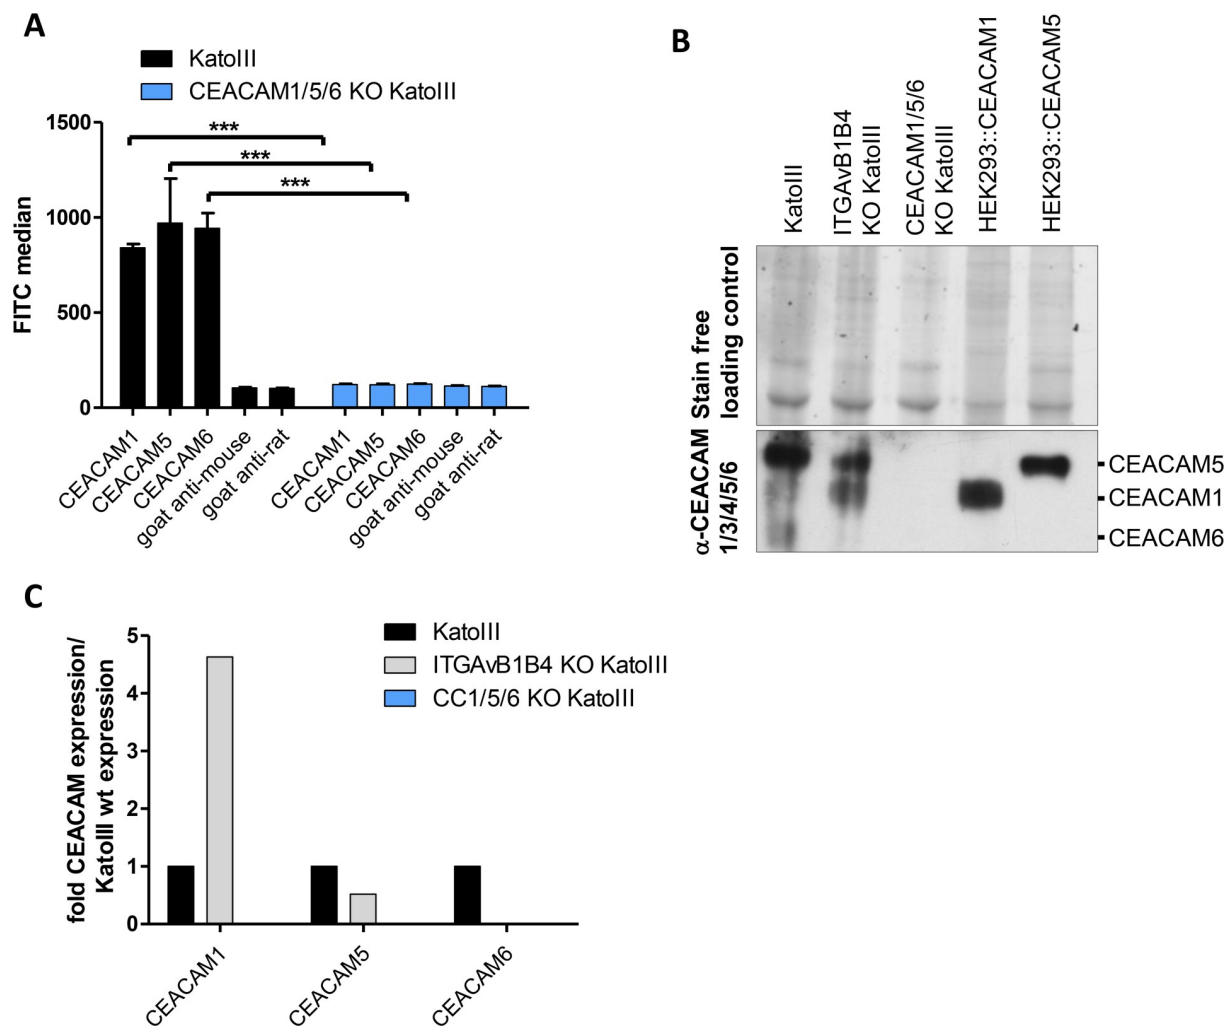 A
KatoIII
CEACAM1/5/6 KO KatoIII
FITC median
1500
1000
500
0
***
***
***
CEACAM1
CEACAM5
CEACAM6
goat anti-mouse
goat anti-rat
CEACAM1
CEACAM5
CEACAM6
goat anti-mouse
goat anti-rat
B
KatoIII
ITGAvB1B4
KO KatoIII
CEACAM1/5/6
KO KatoIII
HEK293::CEACAM1
HEK293::CEACAM5
Stain free
loading control
α-CEACAM
1/3/4/5/6
CEACAM5
CEACAM1
CEACAM6
C
KatoIII
ITGAvB1B4 KO KatoIII
CC1/5/6 KO KatoIII
fold CEACAM expression/
KatoIII wt expression
5
4
3
2
1
0
CEACAM1
CEACAM5
CEACAM6